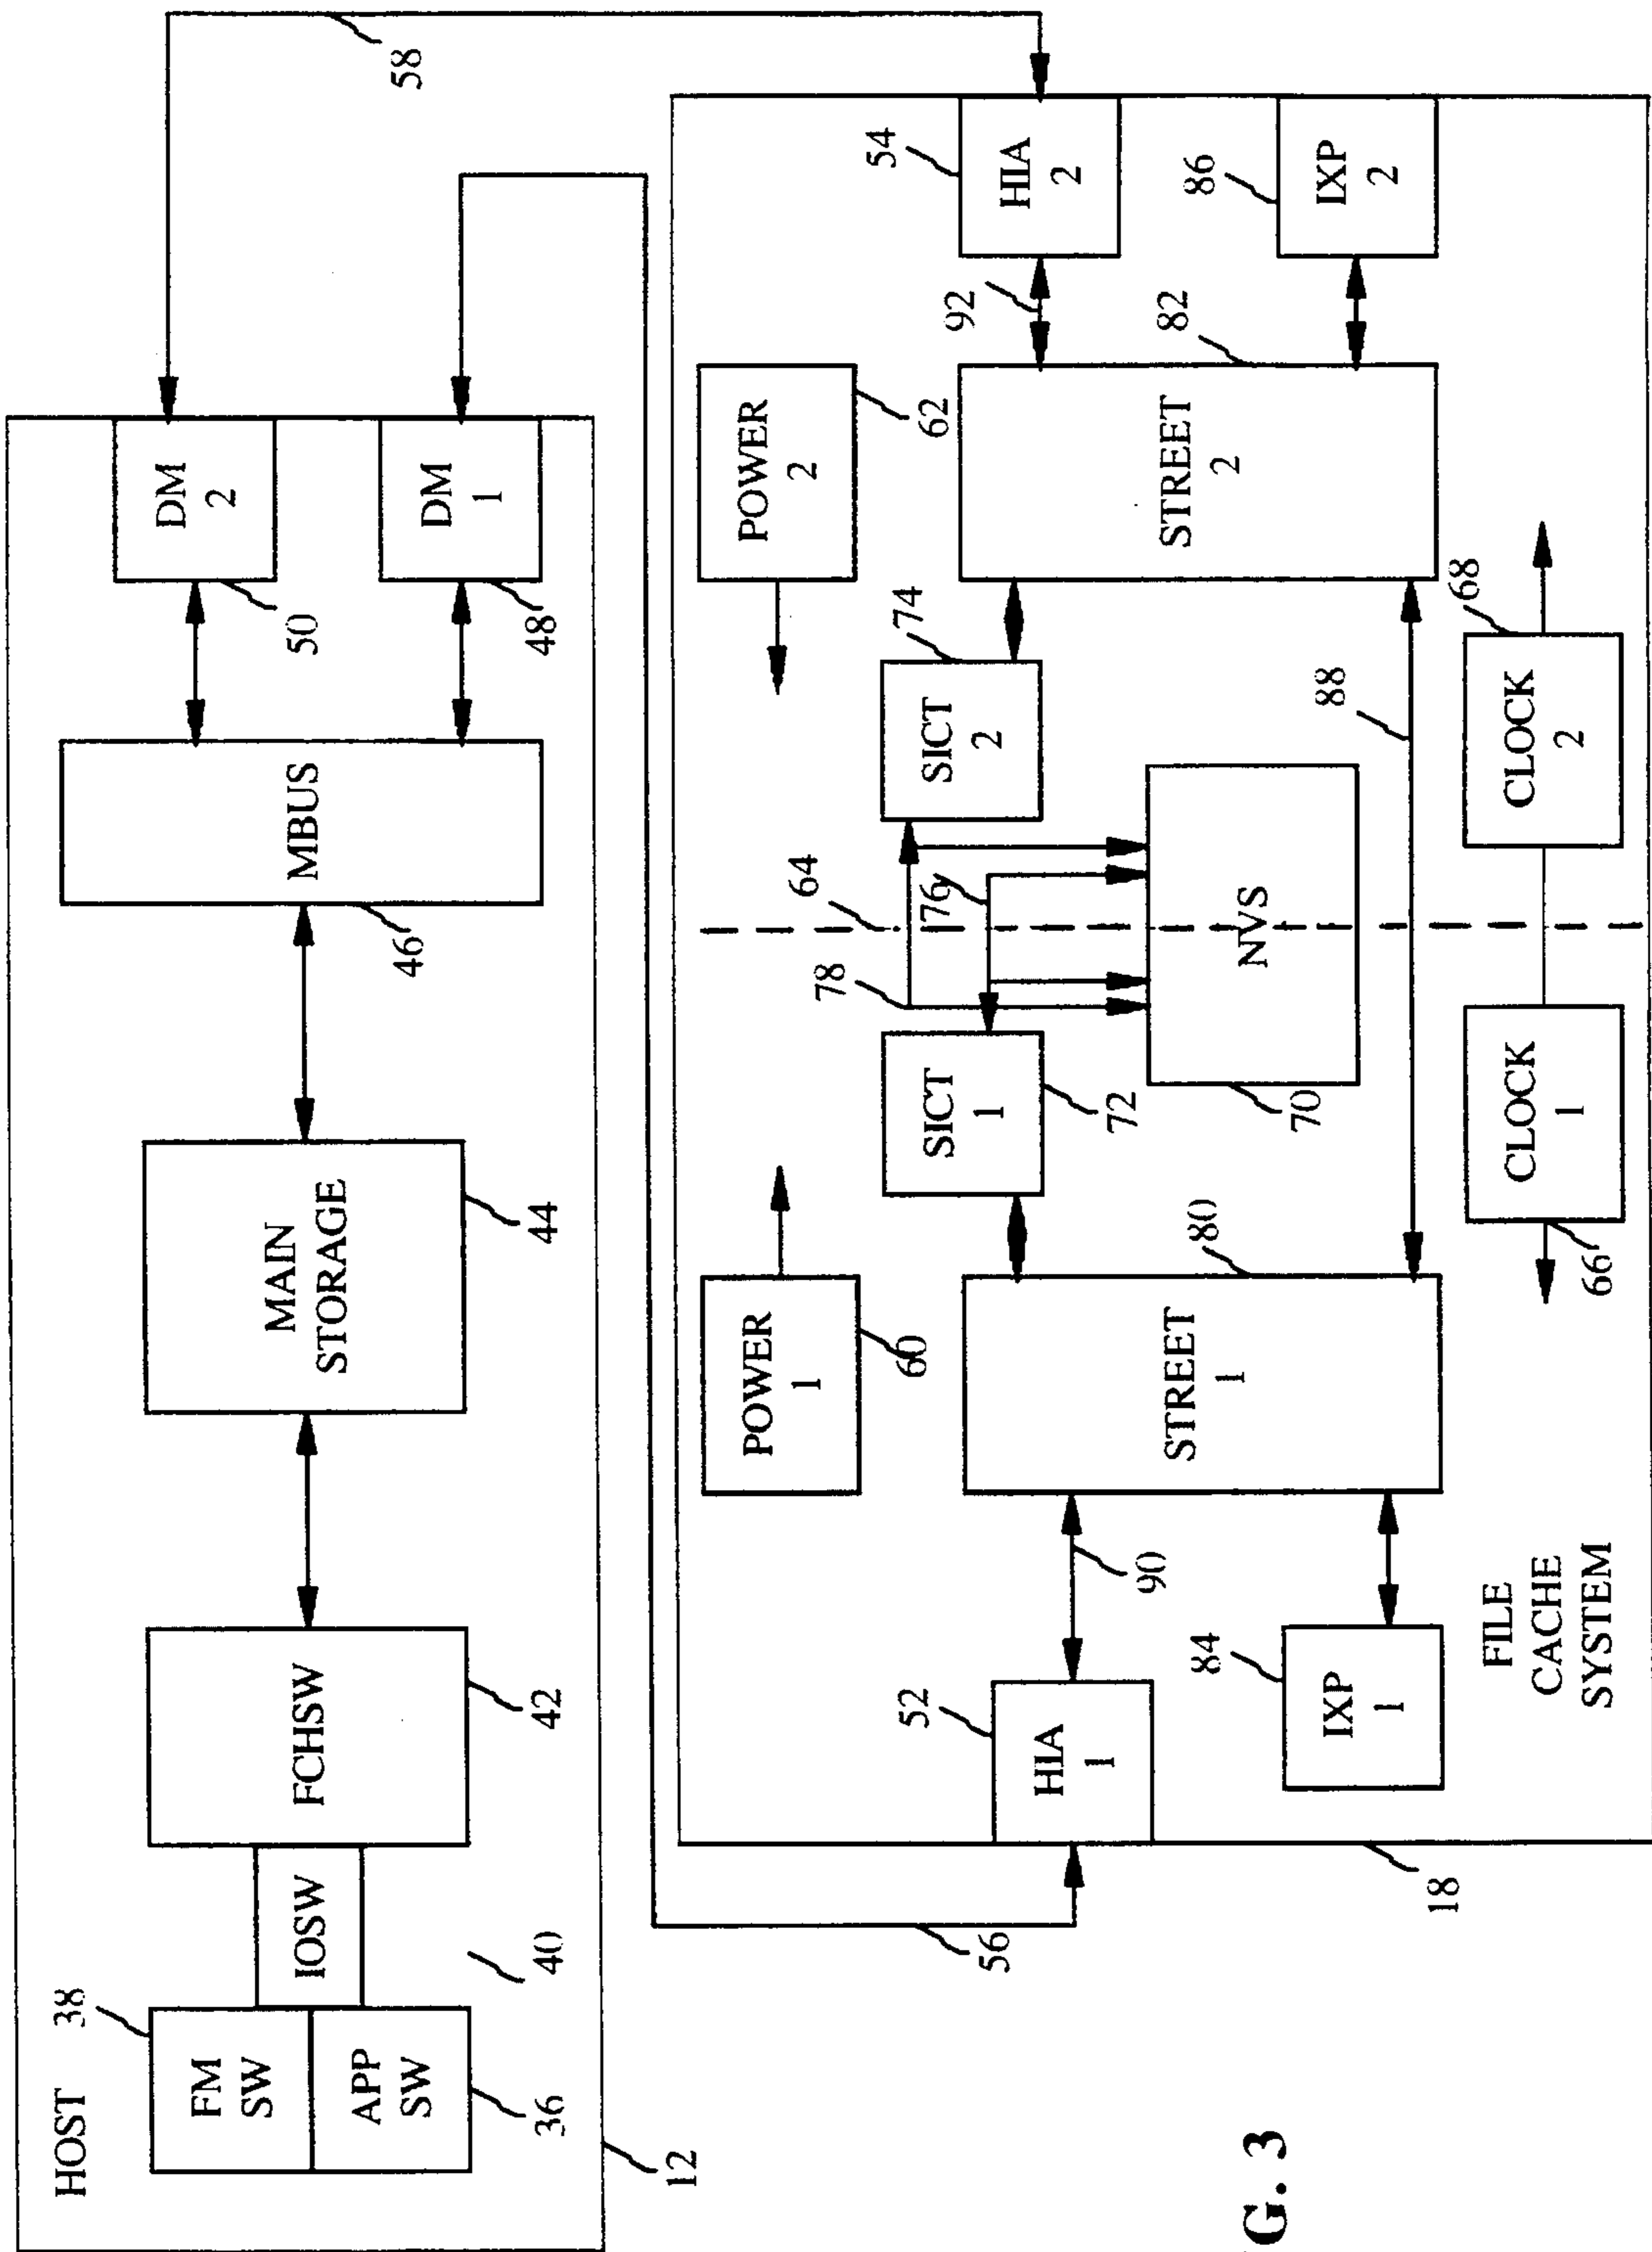 HOST
38
FM
SW
APP
SW
36
IOSW
40
FCHSW
42
MAIN
STORAGE
44
MBUS
46
DM
2
50
DM
1
48
12
58
56
POWER
1
60
POWER
2
62
64
HIA
1
52
90
STREET
1
80
SICT
1
72
78
76
SICT
2
74
STREET
2
82
92
HIA
2
54
NVS
70
88
IXP
1
84
IXP
2
86
CLOCK
1
66
CLOCK
2
68
FILE
CACHE
SYSTEM
18
G. 3